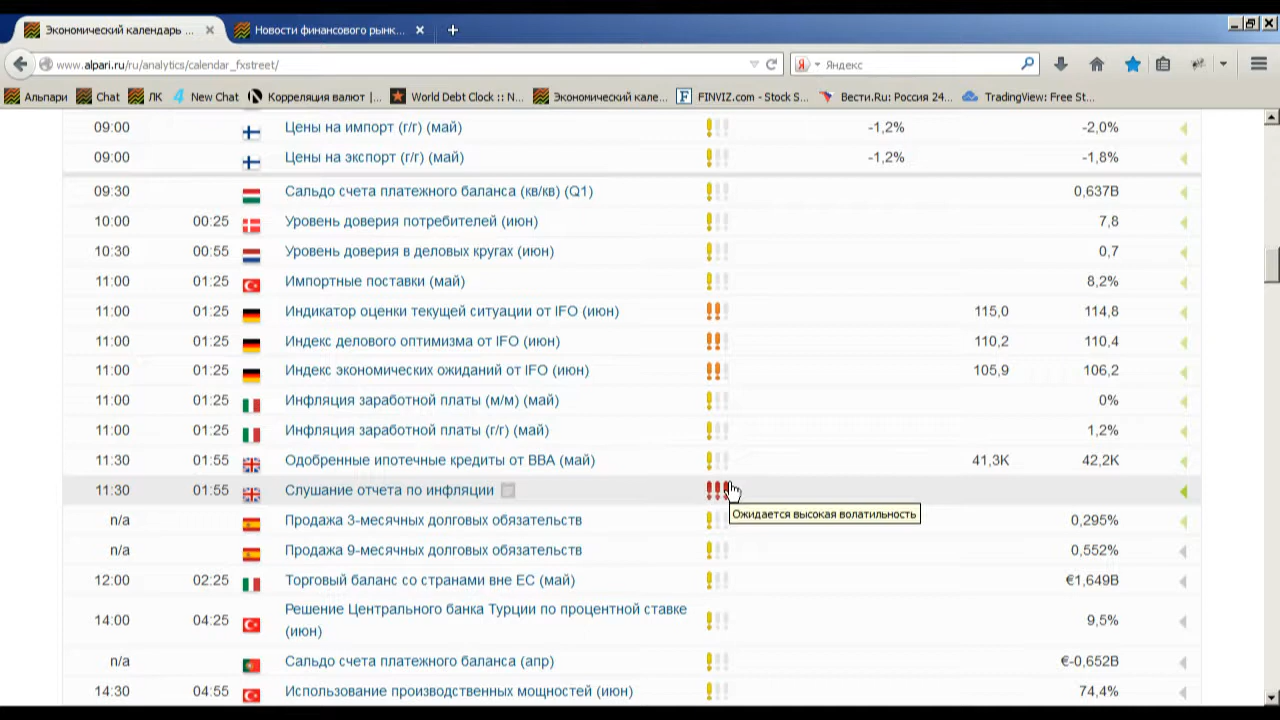 Экономический календарь ...
Новости финансового рынк...
www.alpari.ru/ru/analytics/calendar_fxstreet/
Яндекс
Альпари Chat ЛК New Chat Корреляция валют |... World Debt Clock :: N... Экономический кале... FINVIZ.com - Stock S... Вести.Ru: Россия 24... TradingView: Free St...
09:00 Цены на импорт (г/г) (май) -1,2% -2,0%
09:00 Цены на экспорт (г/г) (май) -1,2% -1,8%
09:30 Сальдо счета платежного баланса (кв/кв) (Q1) 0,637B
10:00 00:25 Уровень доверия потребителей (июн) 7,8
10:30 00:55 Уровень доверия в деловых кругах (июн) 0,7
11:00 01:25 Импортные поставки (май) 8,2%
11:00 01:25 Индикатор оценки текущей ситуации от IFO (июн) 115,0 114,8
11:00 01:25 Индекс делового оптимизма от IFO (июн) 110,2 110,4
11:00 01:25 Индекс экономических ожиданий от IFO (июн) 105,9 106,2
11:00 01:25 Инфляция заработной платы (м/м) (май) 0%
11:00 01:25 Инфляция заработной платы (г/г) (май) 1,2%
11:30 01:55 Одобренные ипотечные кредиты от BBA (май) 41,3K 42,2K
11:30 01:55 Слушание отчета по инфляции
Ожидается высокая волатильность
n/a Продажа 3-месячных долговых обязательств 0,295%
n/a Продажа 9-месячных долговых обязательств 0,552%
12:00 02:25 Торговый баланс со странами вне ЕС (май) €1,649B
14:00 04:25 Решение Центрального банка Турции по процентной ставке (июн) 9,5%
n/a Сальдо счета платежного баланса (апр) €-0,652B
14:30 04:55 Использование производственных мощностей (июн) 74,4%